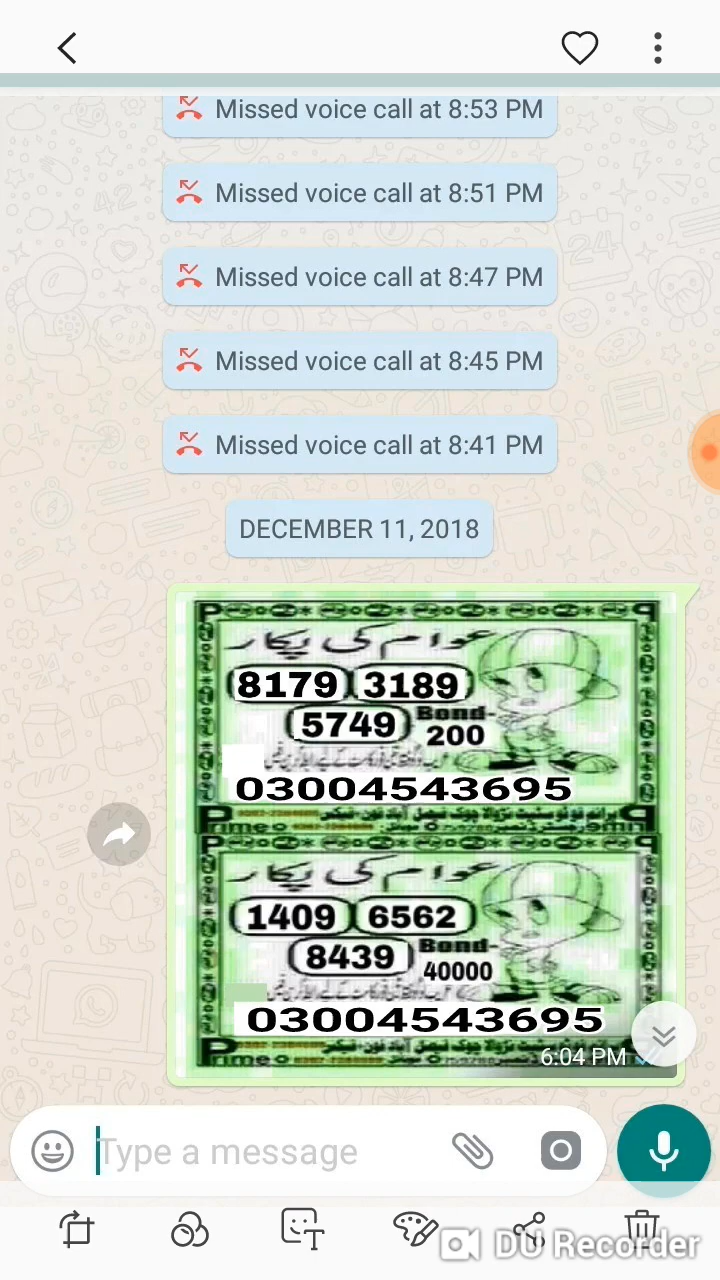 Missed voice call at 8:53 PM
Missed voice call at 8:51 PM
Missed voice call at 8:47 PM
Missed voice call at 8:45 PM
Missed voice call at 8:41 PM
DECEMBER 11, 2018
عوام کی پکار
8179 3189
5749 Bond-
200
03004543695
Prime
عوام کی پکار
1409 6562
8439 Bond-
40000
03004543695
Prime
6:04 PM
Type a message
DU Recorder